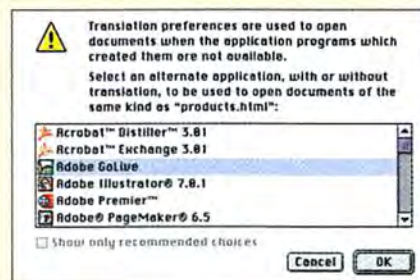 Translation preferences are used to open
documents when the application programs which
created them are not available.
Select an alternate application, with or without
translation, to be used to open documents of the
same kind as “products.html”:
Acrobat™ Distiller™ 3.01
Acrobat™ Exchange 3.01
Adobe GoLive
Adobe Illustrator® 7.0.1
Adobe Premier™
Adobe® PageMaker® 6.5
Show only recommended choices
Cancel OK